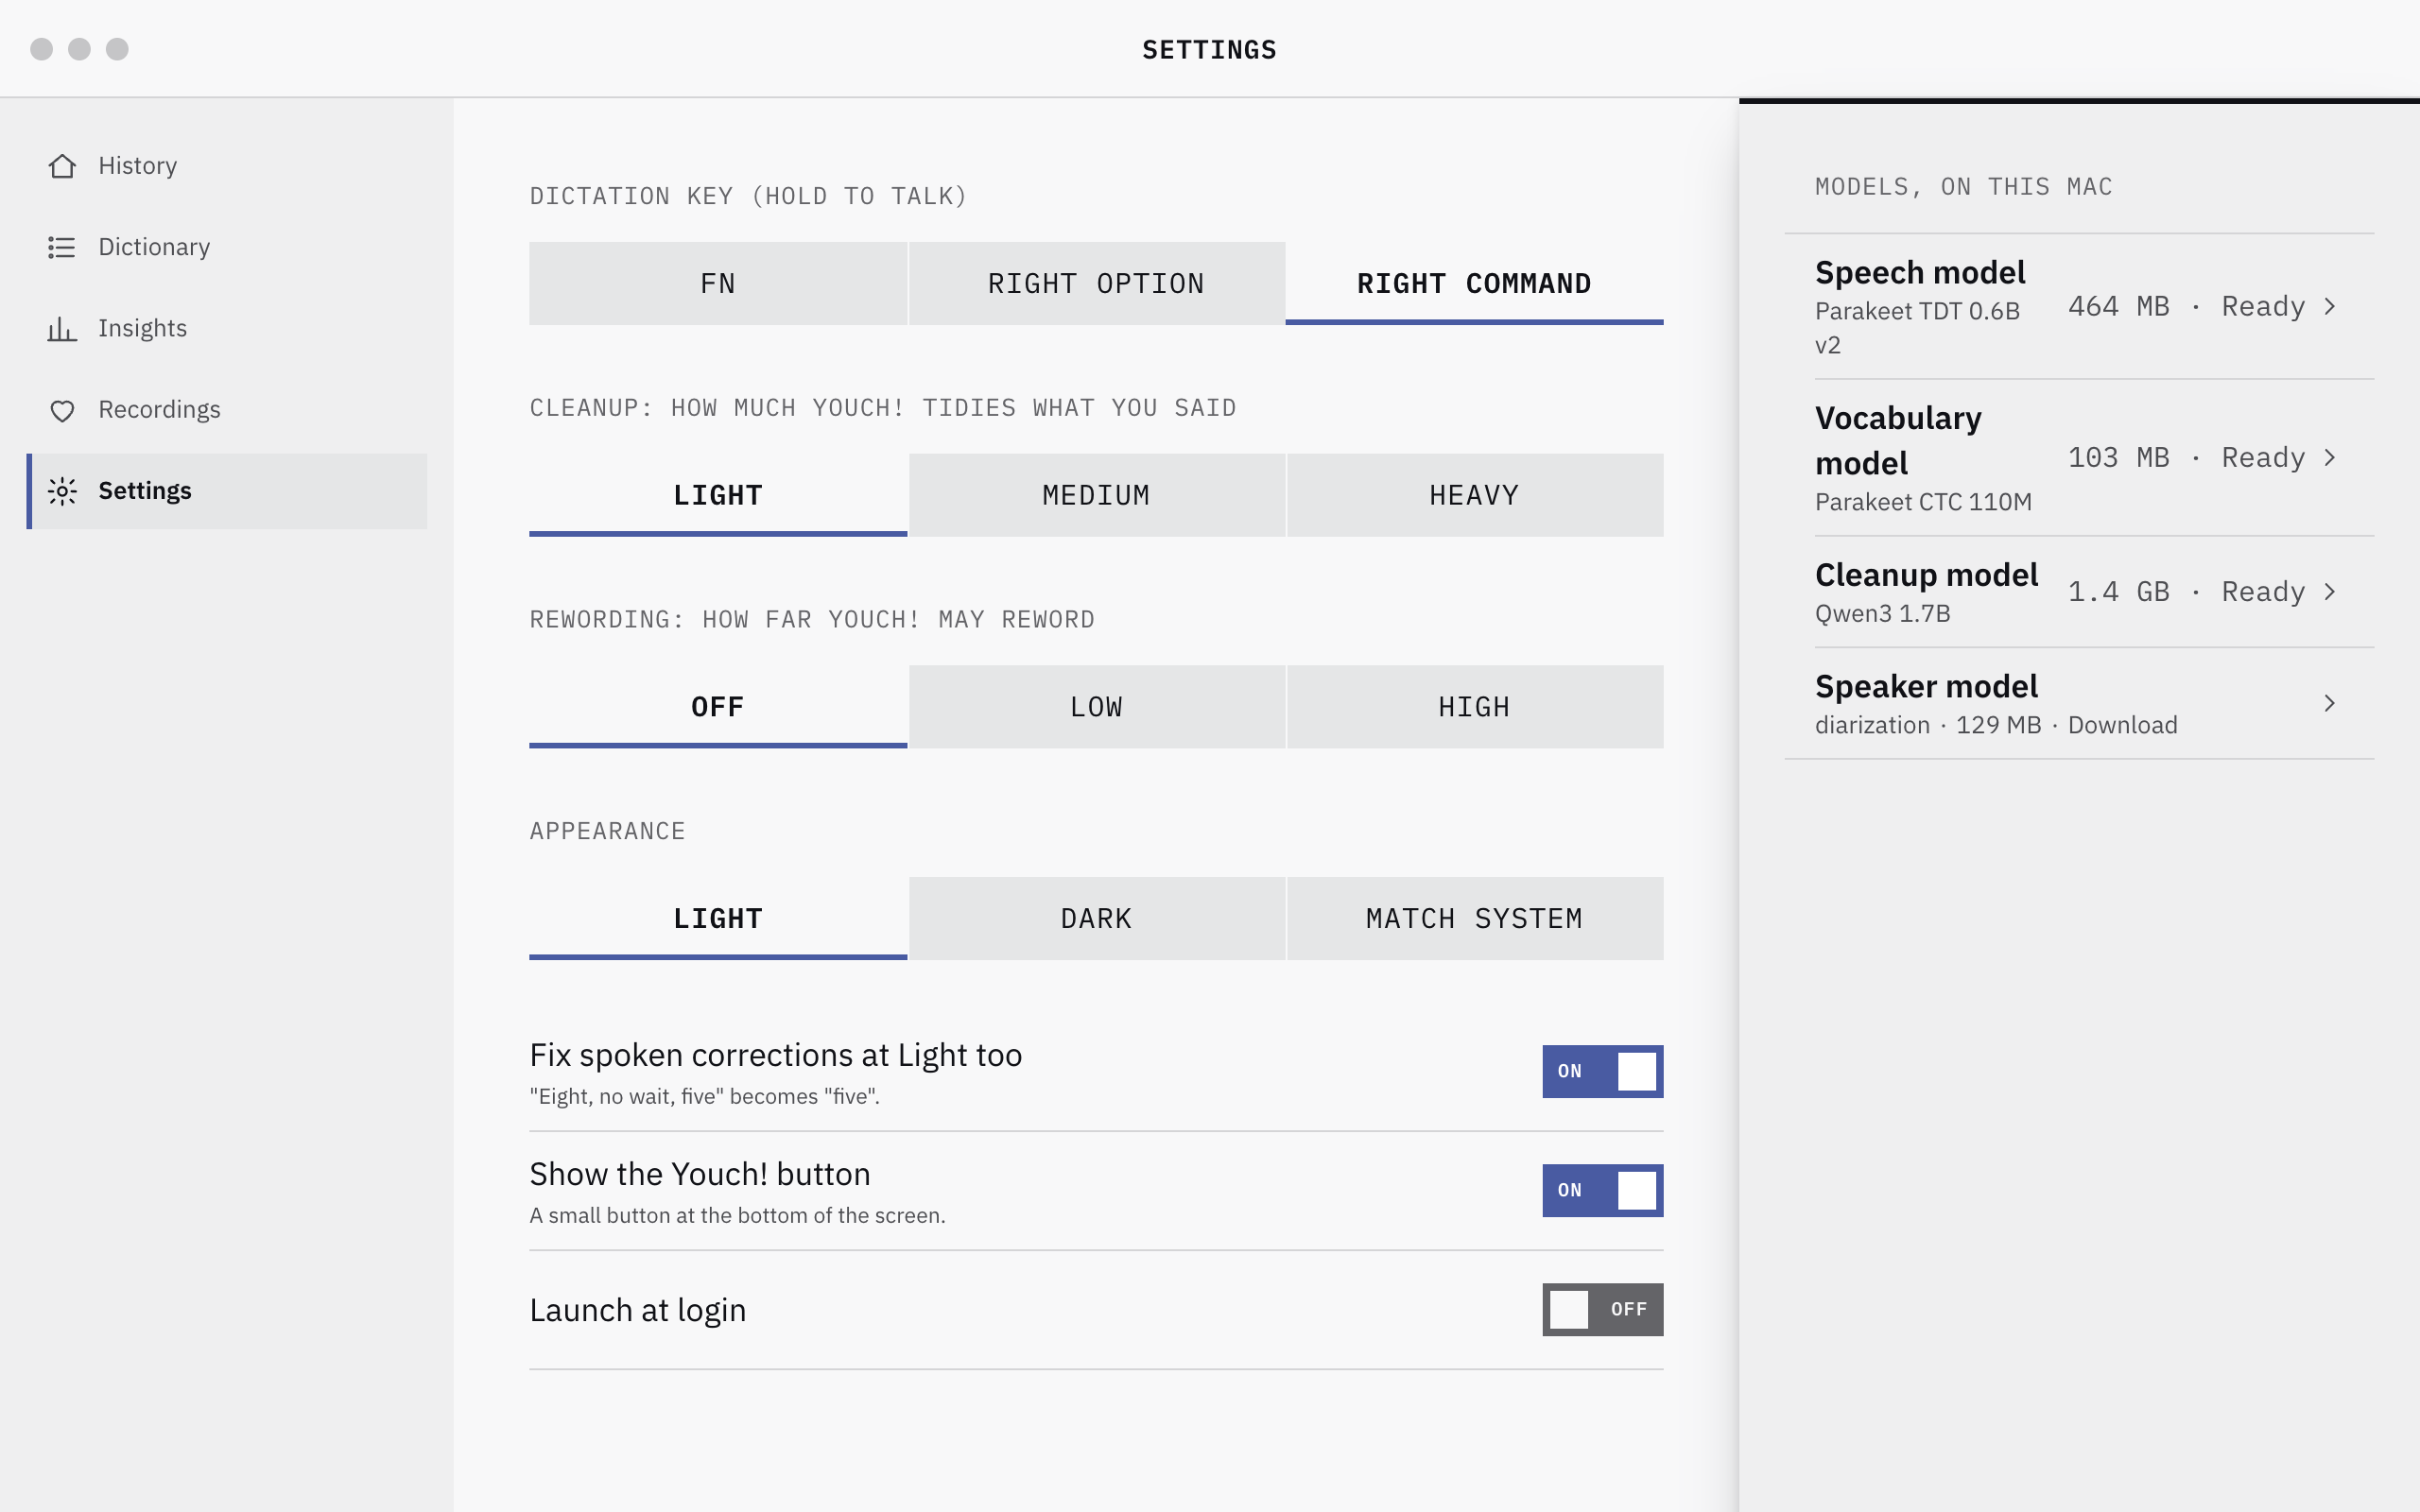 SETTINGS
History
Dictionary
Insights
Recordings
Settings
DICTATION KEY (HOLD TO TALK)
FN
RIGHT OPTION
RIGHT COMMAND
CLEANUP: HOW MUCH YOUCH! TIDIES WHAT YOU SAID
LIGHT
MEDIUM
HEAVY
REWORDING: HOW FAR YOUCH! MAY REWORD
OFF
LOW
HIGH
APPEARANCE
LIGHT
DARK
MATCH SYSTEM
Fix spoken corrections at Light too
"Eight, no wait, five" becomes "five".
ON
Show the Youch! button
A small button at the bottom of the screen.
ON
Launch at login
OFF
MODELS, ON THIS MAC
Speech model
Parakeet TDT 0.6B
v2
464 MB · Ready
Vocabulary
model
Parakeet CTC 110M
103 MB · Ready
Cleanup model
Qwen3 1.7B
1.4 GB · Ready
Speaker model
diarization · 129 MB · Download